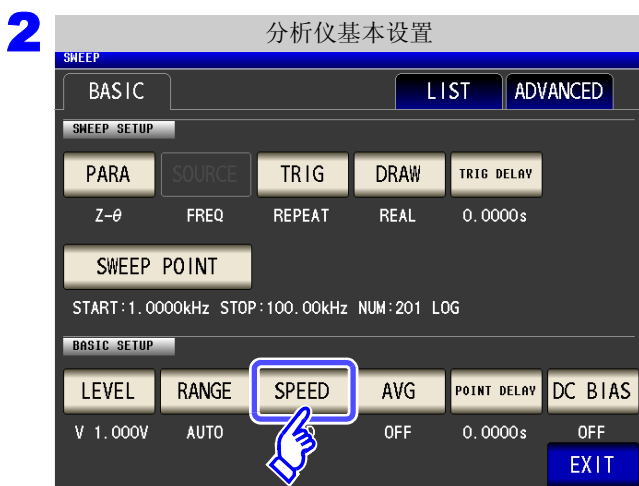 2
分析仪基本设置
SWEEP
BASIC LIST ADVANCED
SWEEP SETUP
PARA SOURCE TRIG DRAW TRIG DELAY
Z-θ FREQ REPEAT REAL 0.0000s
SWEEP POINT
START:1.0000kHz STOP:100.00kHz NUM:201 LOG
BASIC SETUP
LEVEL RANGE SPEED AVG POINT DELAY DC BIAS
V 1.000V AUTO OFF 0.0000s OFF
EXIT